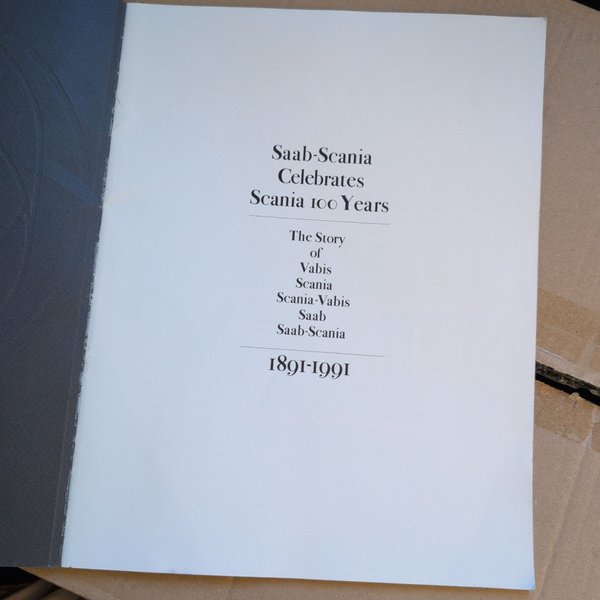 Saab-Scania
Celebrates
Scania 100 Years
The Story
of
Vabis
Scania
Scania-Vabis
Saab
Saab-Scania
1891-1991